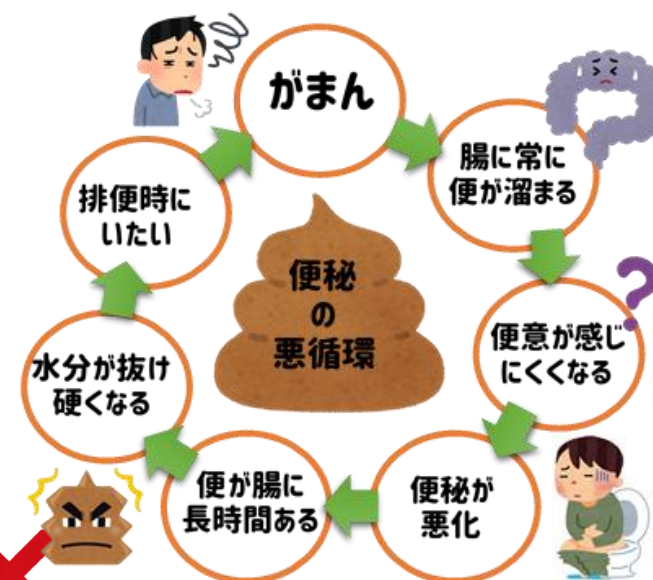 がまん
腸に常に
便が溜まる
便意が感じ
にくくなる
便秘が
悪化
便が腸に
長時間ある
水分が抜け
硬くなる
排便時に
いたい
便秘
の
悪循環
?